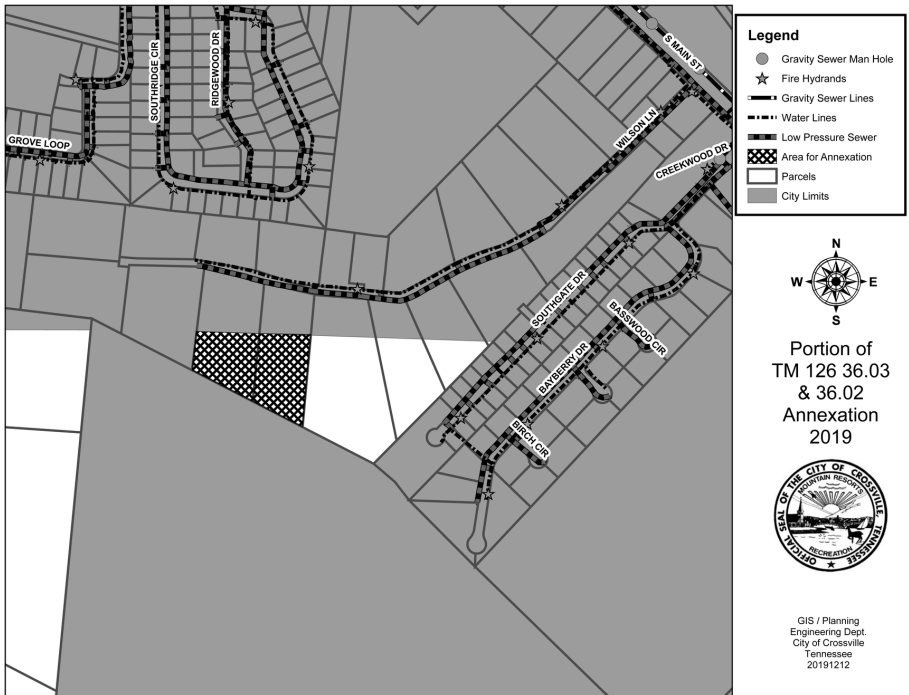 S MAIN ST
RIDGEWOOD DR
SOUTHRIDGE CIR
WILSON LN
GROVE LOOP
CREEKWOOD DR
SOUTHGATE DR
BASSWOOD CIR
BAYBERRY DR
BIRCH CIR
Legend
Gravity Sewer Man Hole
Fire Hydrands
Gravity Sewer Lines
Water Lines
Low Pressure Sewer
Area for Annexation
Parcels
City Limits
N
W
E
S
Portion of
TM 126 36.03
& 36.02
Annexation
2019
OFFICIAL SEAL OF THE CITY OF CROSSVILLE, TENNESSEE
MOUNTAIN RESORTS
RECREATION
GIS / Planning
Engineering Dept.
City of Crossville
Tennessee
20191212